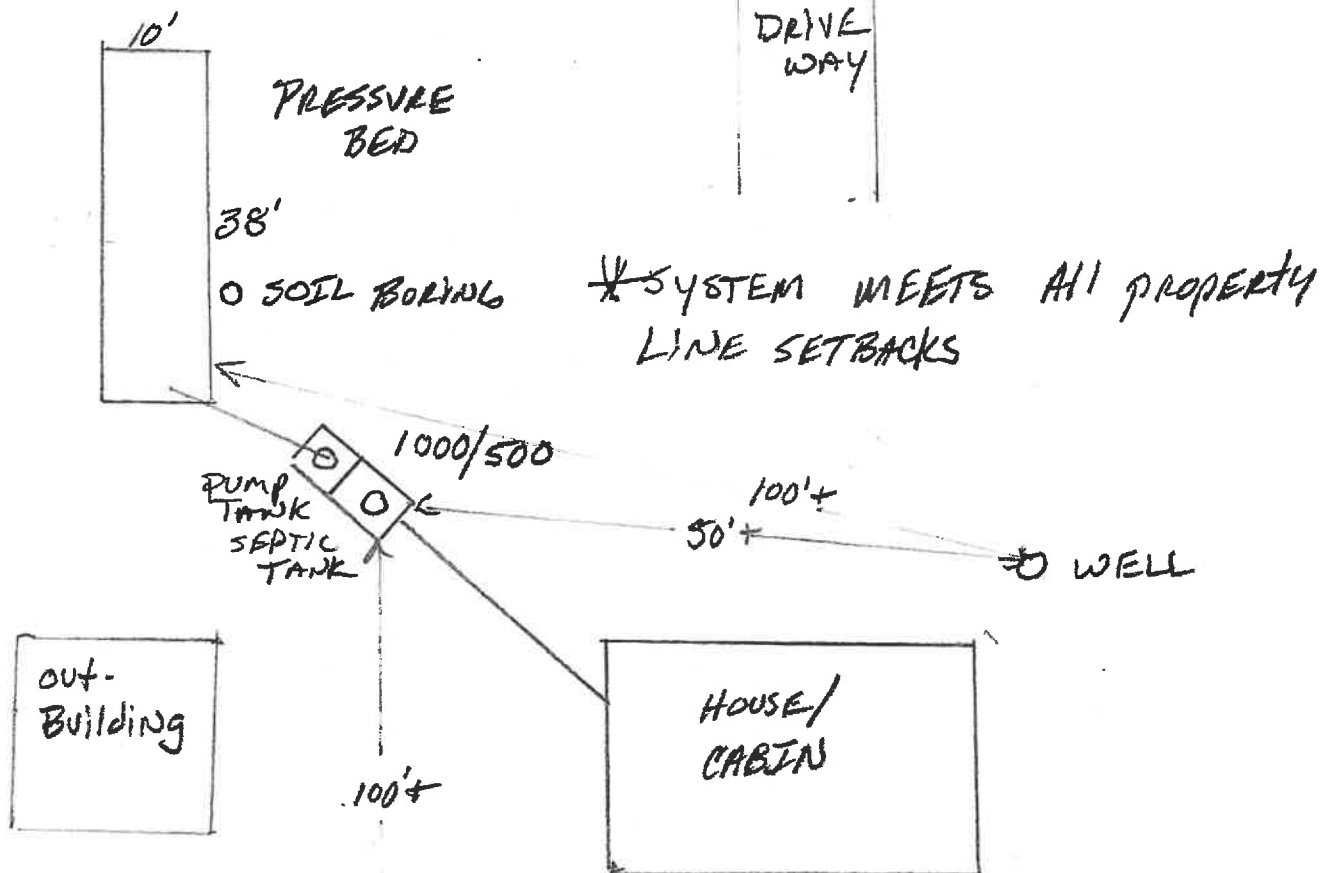 10'
DRIVE
WAY
PRESSURE
BED
38'
O SOIL BORING
* SYSTEM MEETS All PROPERTY
LINE SETBACKS
1000/500
PUMP
TANK
SEPTIC
TANK
100'+
50'+
WELL
OUT-
Building
HOUSE/
CABIN
100'+